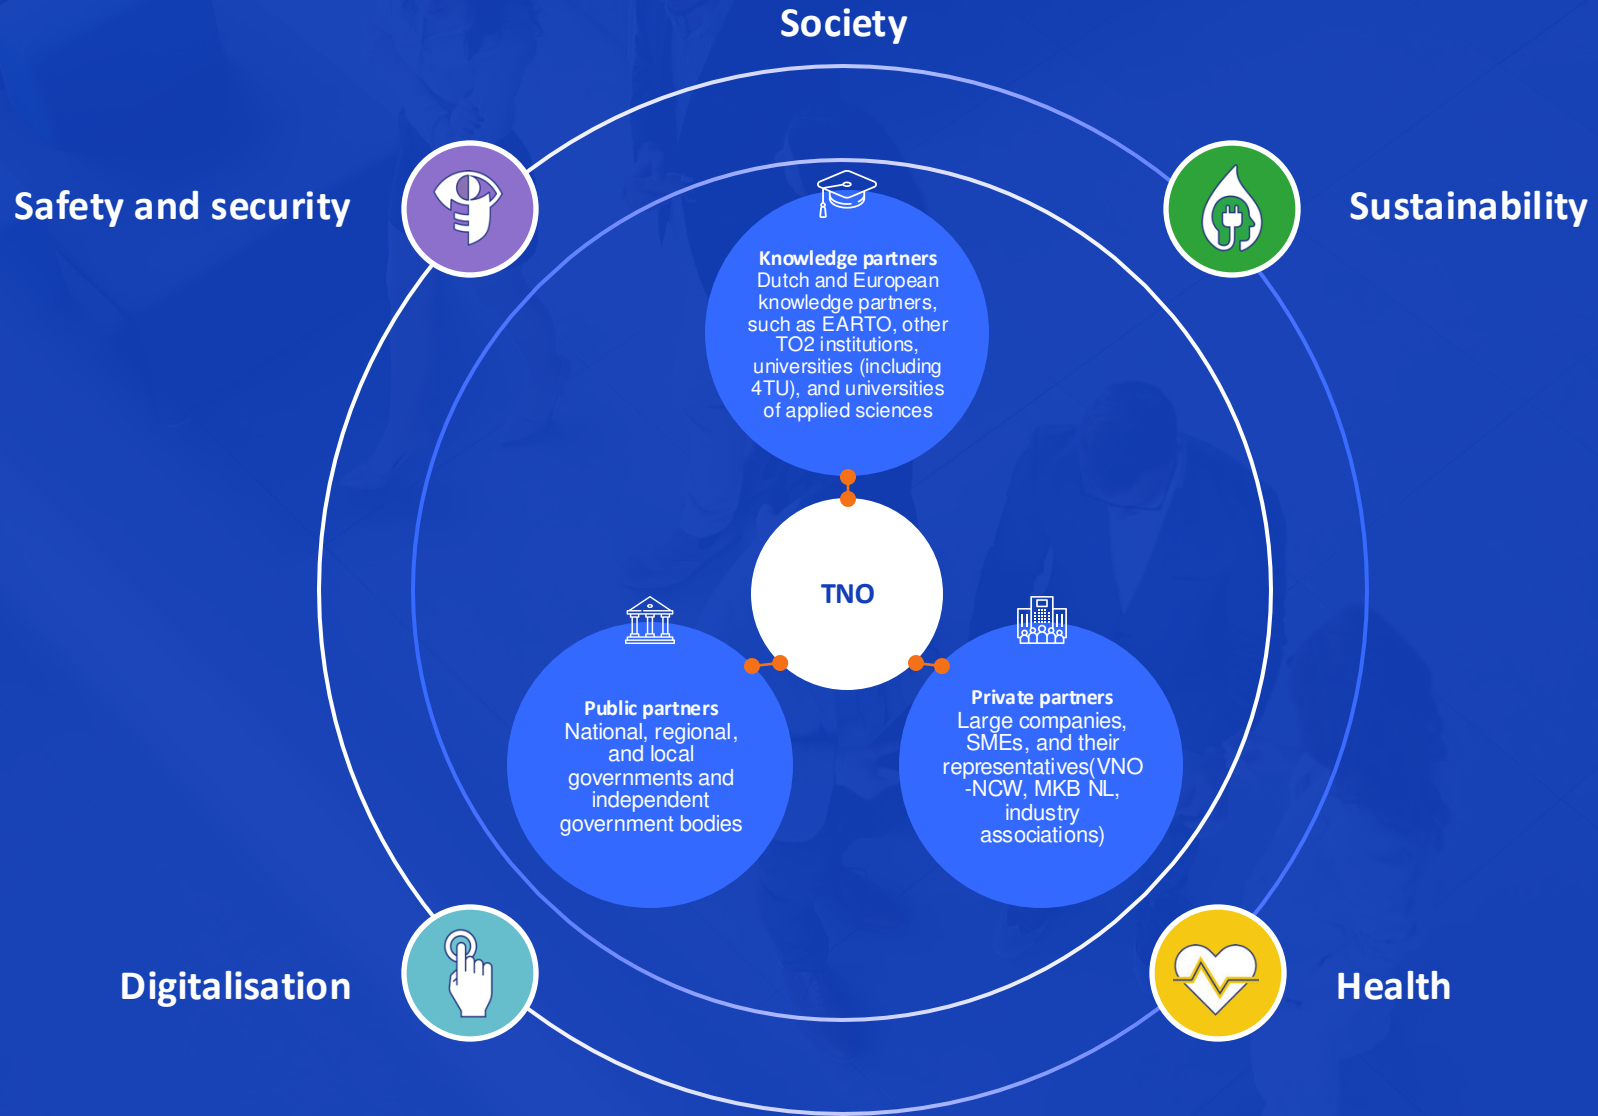 Society
Safety and security
Sustainability
Knowledge partners
Dutch and European
knowledge partners,
such as EARTO, other
TO2 institutions,
universities (including
4TU), and universities
of applied sciences
TNO
Public partners
National, regional,
and local
governments and
independent
government bodies
Private partners
Large companies,
SMEs, and their
representatives(VNO
-NCW, MKB NL,
industry
associations)
Digitalisation
Health